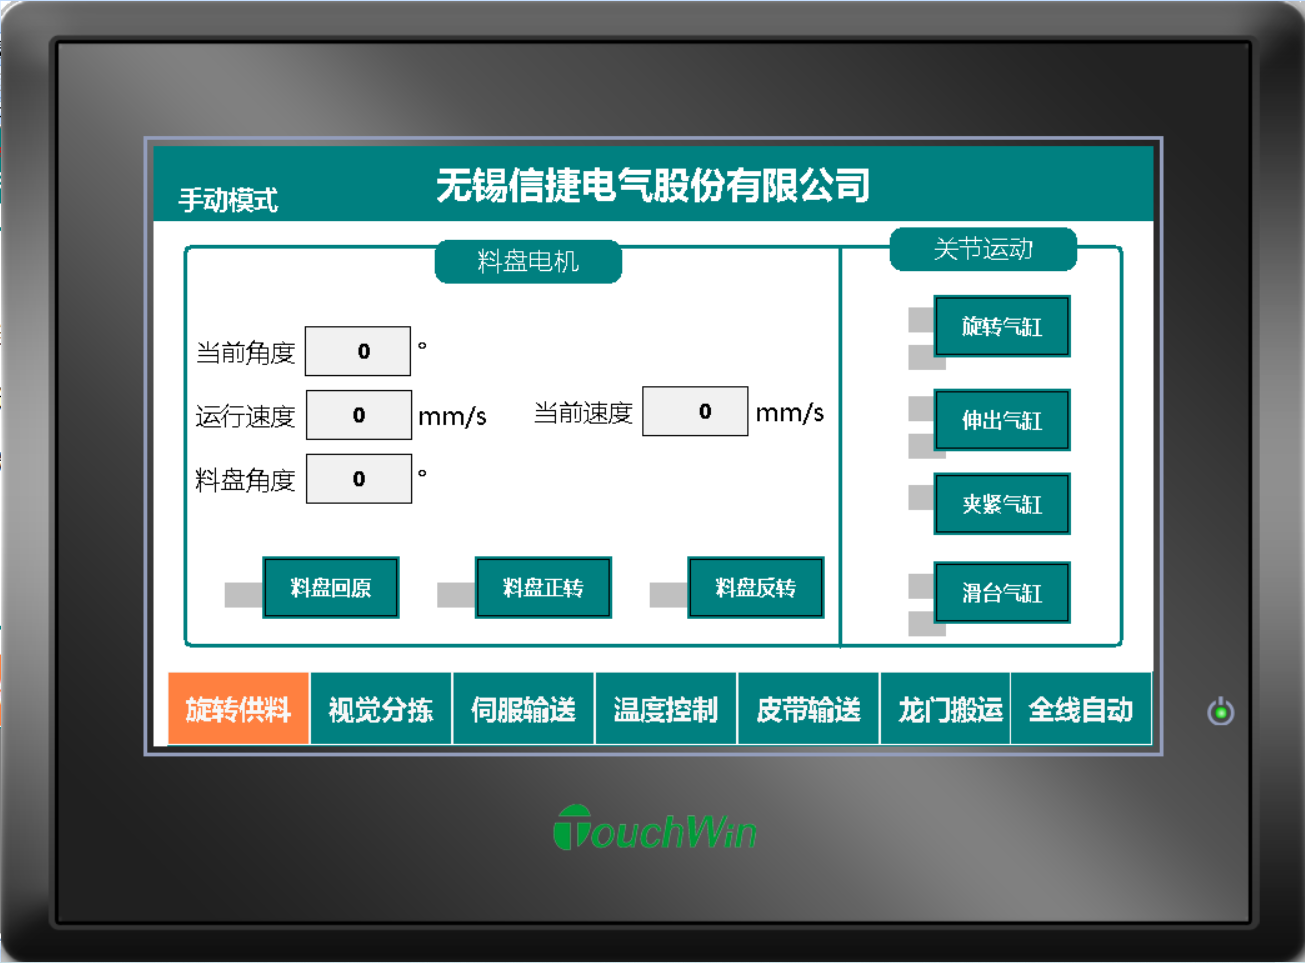 无锡信捷电气股份有限公司
手动模式
料盘电机
关节运动
当前角度 0 °
运行速度 0 mm/s 当前速度 0 mm/s
料盘角度 0 °
旋转气缸
伸出气缸
夹紧气缸
滑台气缸
料盘回原 料盘正转 料盘反转
旋转供料 视觉分拣 伺服输送 温度控制 皮带输送 龙门搬运 全线自动
TouchWin